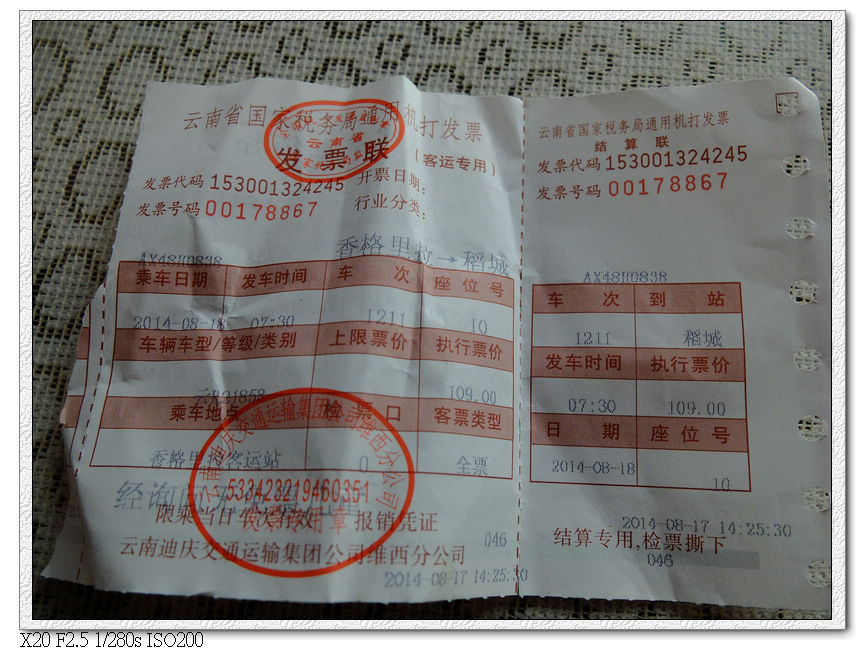 云南省国家税务局通用机打发票
云南省
发票联
(客运专用)
发票代码 153001324245 开票日期:
发票号码 00178867 行业分类:
香格里拉 稻城
AX48H0838
乘车日期 发车时间 车次 座位号
2014-08-18 07:30 1211 10
车辆车型/等级/类别 上限票价 执行票价
109.00
乘车地点 检票口 客票类型
香格里拉客运站 0 全票
533423219460351
限乘当日 报销凭证
云南迪庆交通运输集团公司维西分公司 046
2014-08-17 14:25:30
云南省国家税务局通用机打发票
结算联
发票代码 153001324245
发票号码 00178867
AX48H0838
车次 到站
1211 稻城
发车时间 执行票价
07:30 109.00
日期 座位号
2014-08-18 10
2014-08-17 14:25:30
结算专用,检票撕下
046
X20 F2.5 1/280s ISO200